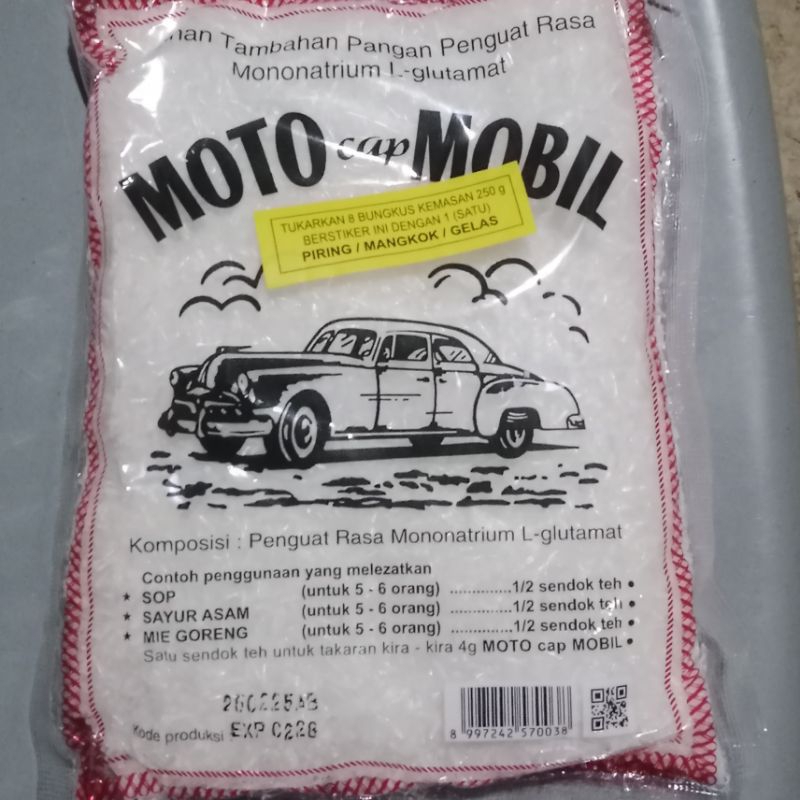 Tambahan Pangan Penguat Rasa
Mononatrium L-glutamat
MOTO cap MOBIL
TUKARKAN 8 BUNGKUS KEMASAN 250 g
BERSTIKER INI DENGAN 1 (SATU)
PIRING / MANGKOK / GELAS
Komposisi : Penguat Rasa Mononatrium L-glutamat
Contoh penggunaan yang melezatkan
★ SOP (untuk 5 - 6 orang) ..............1/2 sendok teh ●
★ SAYUR ASAM (untuk 5 - 6 orang) ..............1/2 sendok teh ●
★ MIE GORENG (untuk 5 - 6 orang) ..............1/2 sendok teh ●
Satu sendok teh untuk takaran kira - kira 4g MOTO cap MOBIL ●
Kode produksi EXP
8 997242 570038